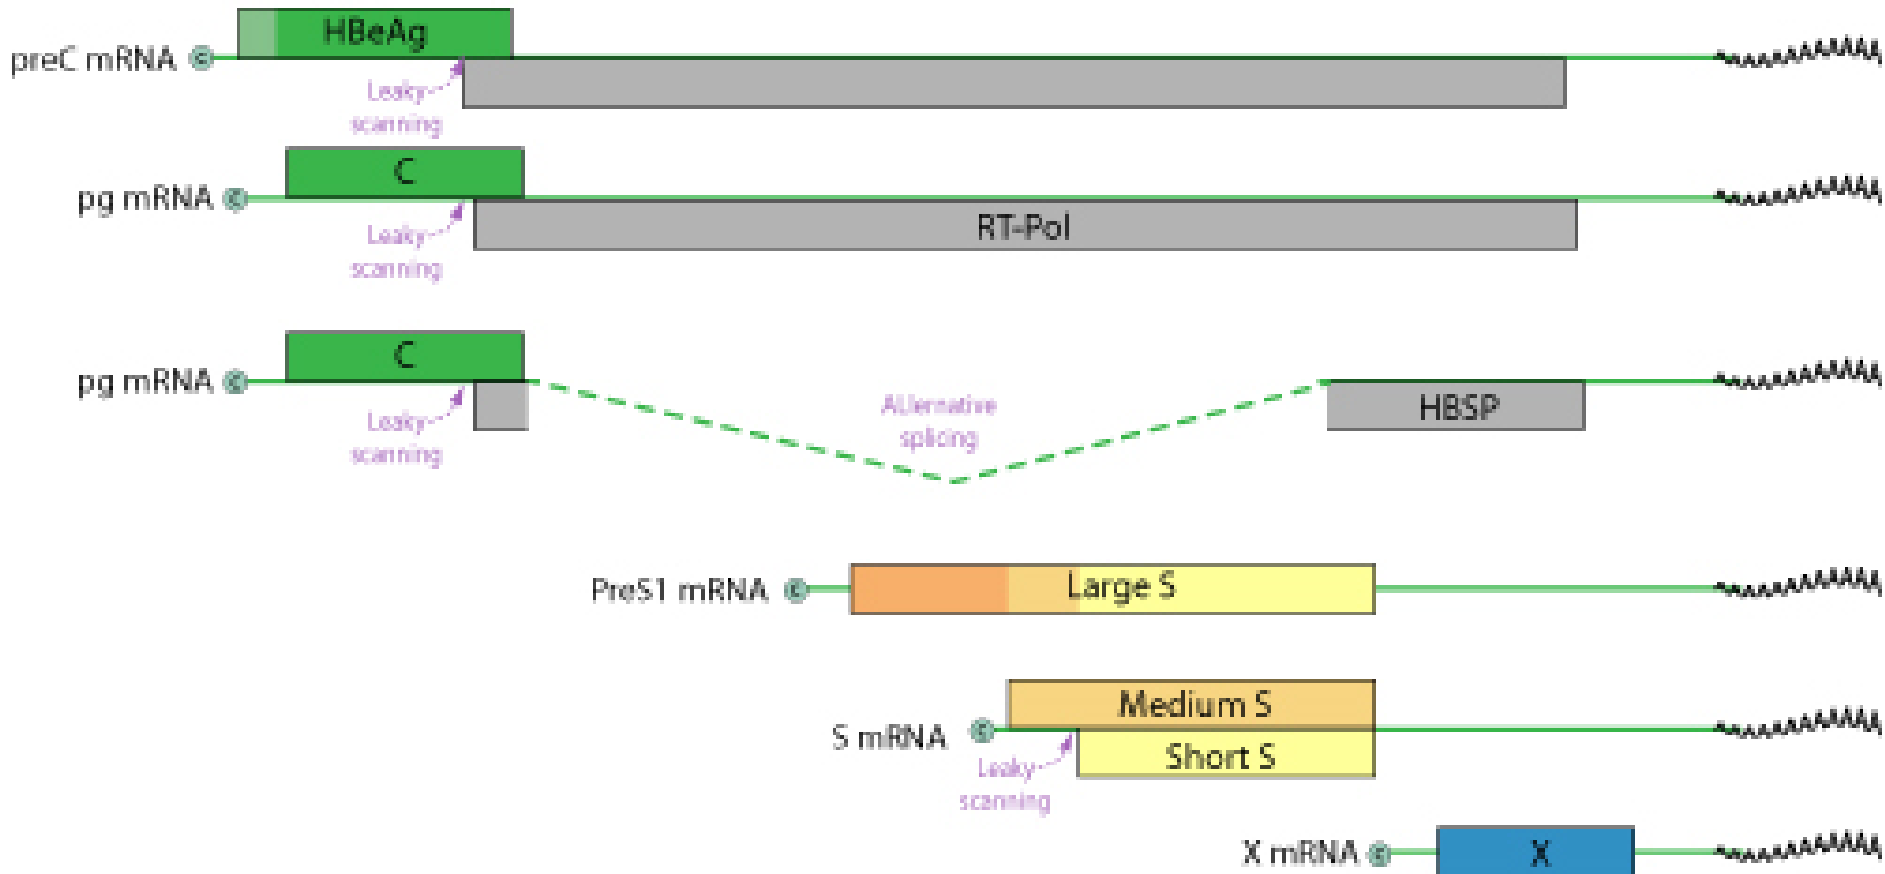 HBeAg
preC mRNA ©
Leaky
scanning
C
pg mRNA ©
Leaky
scanning
RT-Pol
C
pg mRNA ©
Leaky
scanning
ALternative
splicing
HBSP
PreS1 mRNA ©
Large S
Medium S
S mRNA ©
Short S
Leaky
scanning
X mRNA ©
X